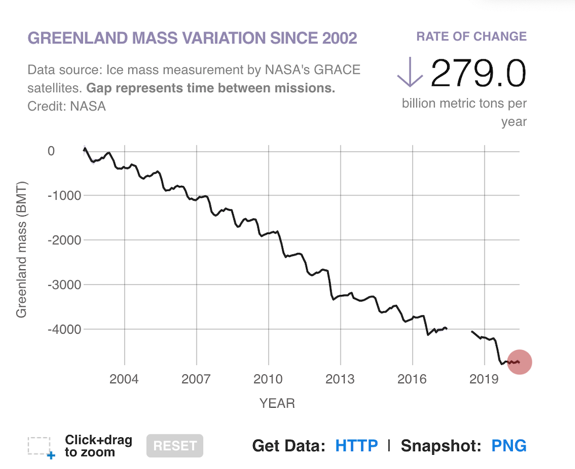 GREENLAND MASS VARIATION SINCE 2002
Data source: Ice mass measurement by NASA's GRACE
satellites. Gap represents time between missions.
Credit: NASA
RATE OF CHANGE
↓ 279.0
billion metric tons per
year
Greenland mass (BMT)
0
-1000
-2000
-3000
-4000
2004 2007 2010 2013 2016 2019
YEAR
Click+drag
to zoom
RESET
Get Data: HTTP | Snapshot: PNG